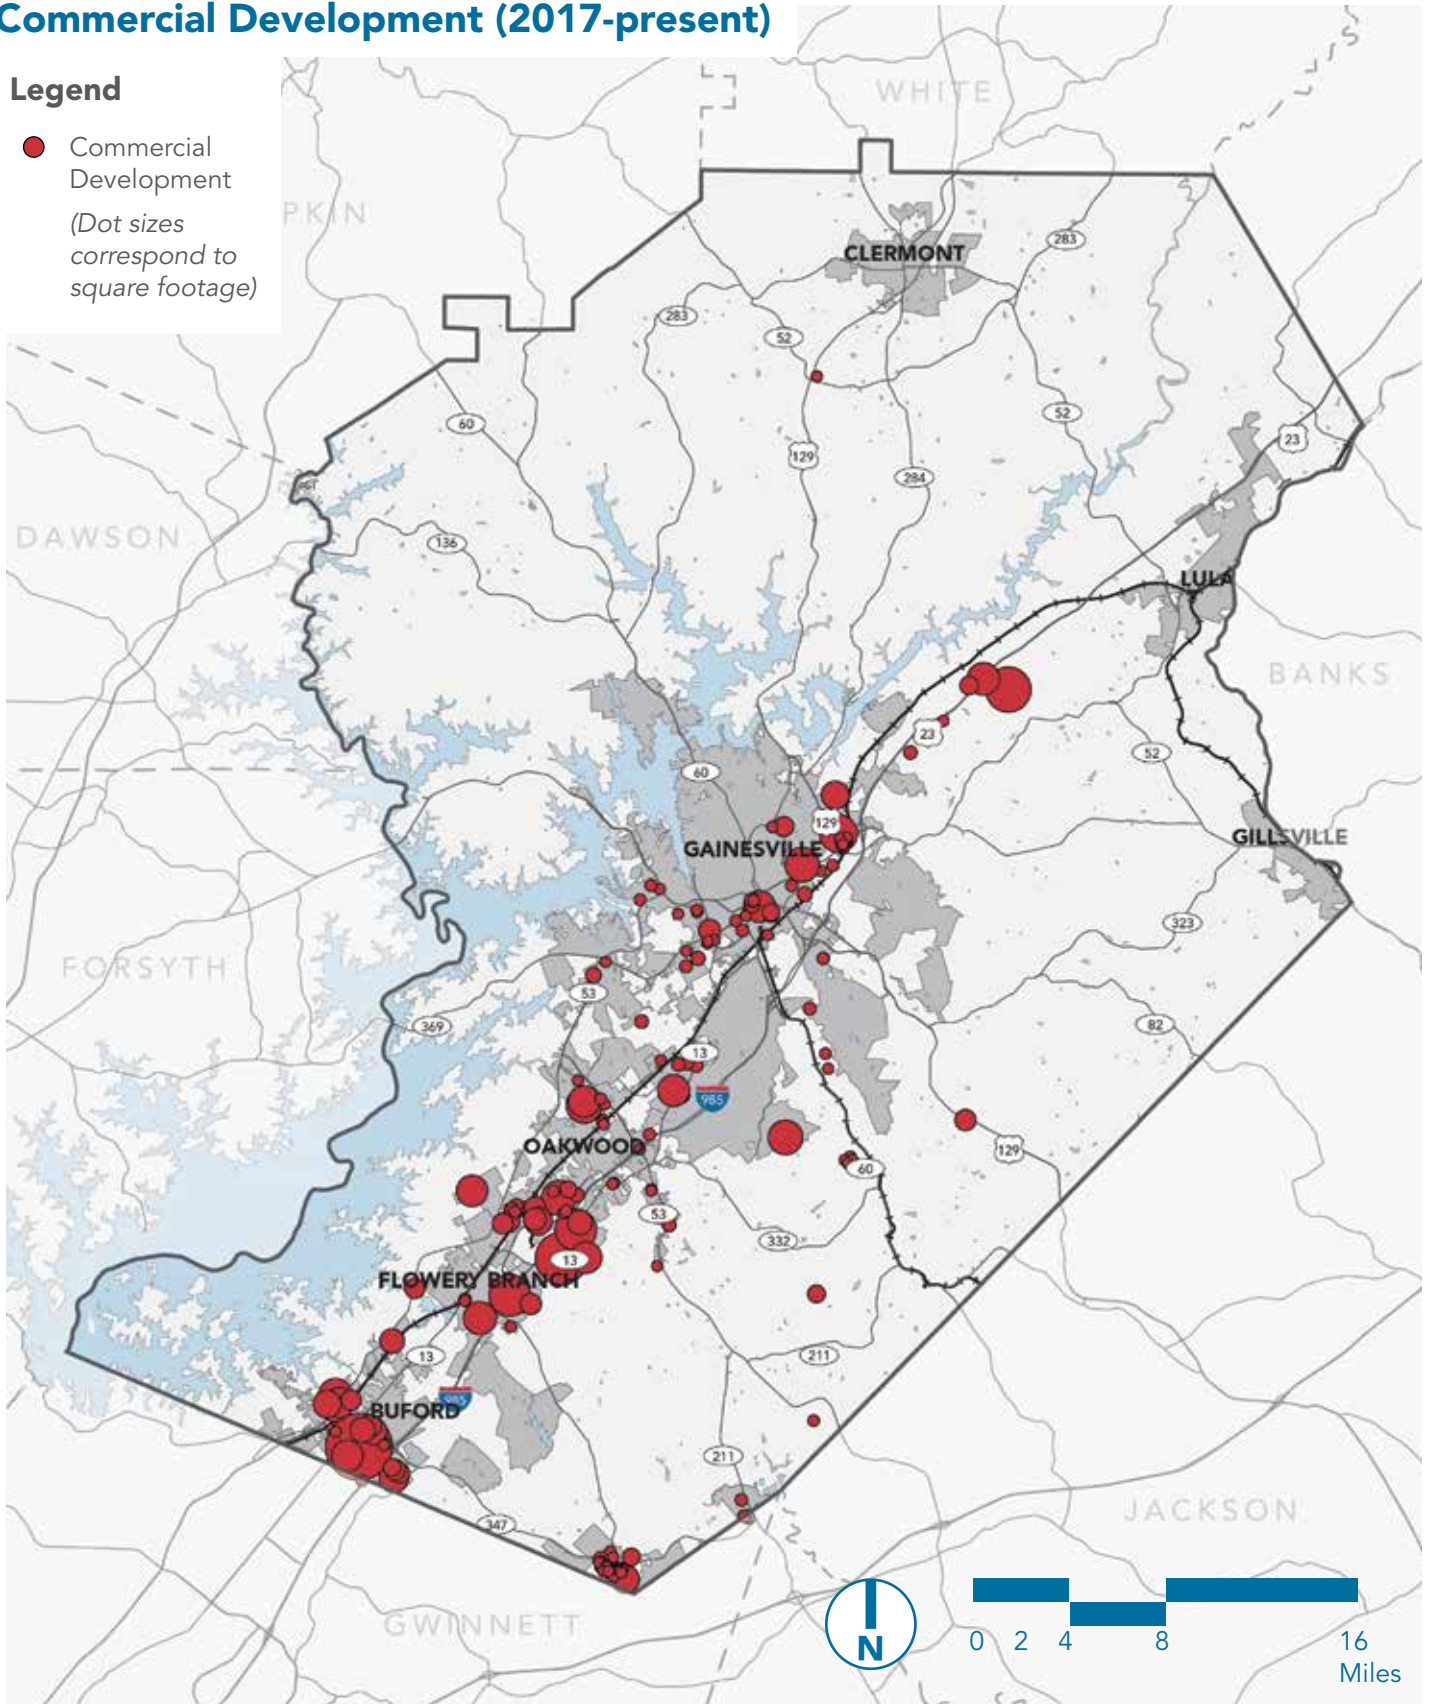 Commercial Development (2017-present)
Legend
Commercial
Development
(Dot sizes
correspond to
square footage)
WHITE
PKIN
CLERMONT
283
283
52
60
52
23
129
284
DAWSON
136
LULA
BANKS
23
52
60
129
GILLSVILLE
GAINESVILLE
323
FORSYTH
53
369
82
13
985
OAKWOOD
129
60
53
332
13
FLOWERY BRANCH
13
211
985
BUFORD
211
JACKSON
347
GWINNETT
N
0 2 4 8 16
Miles